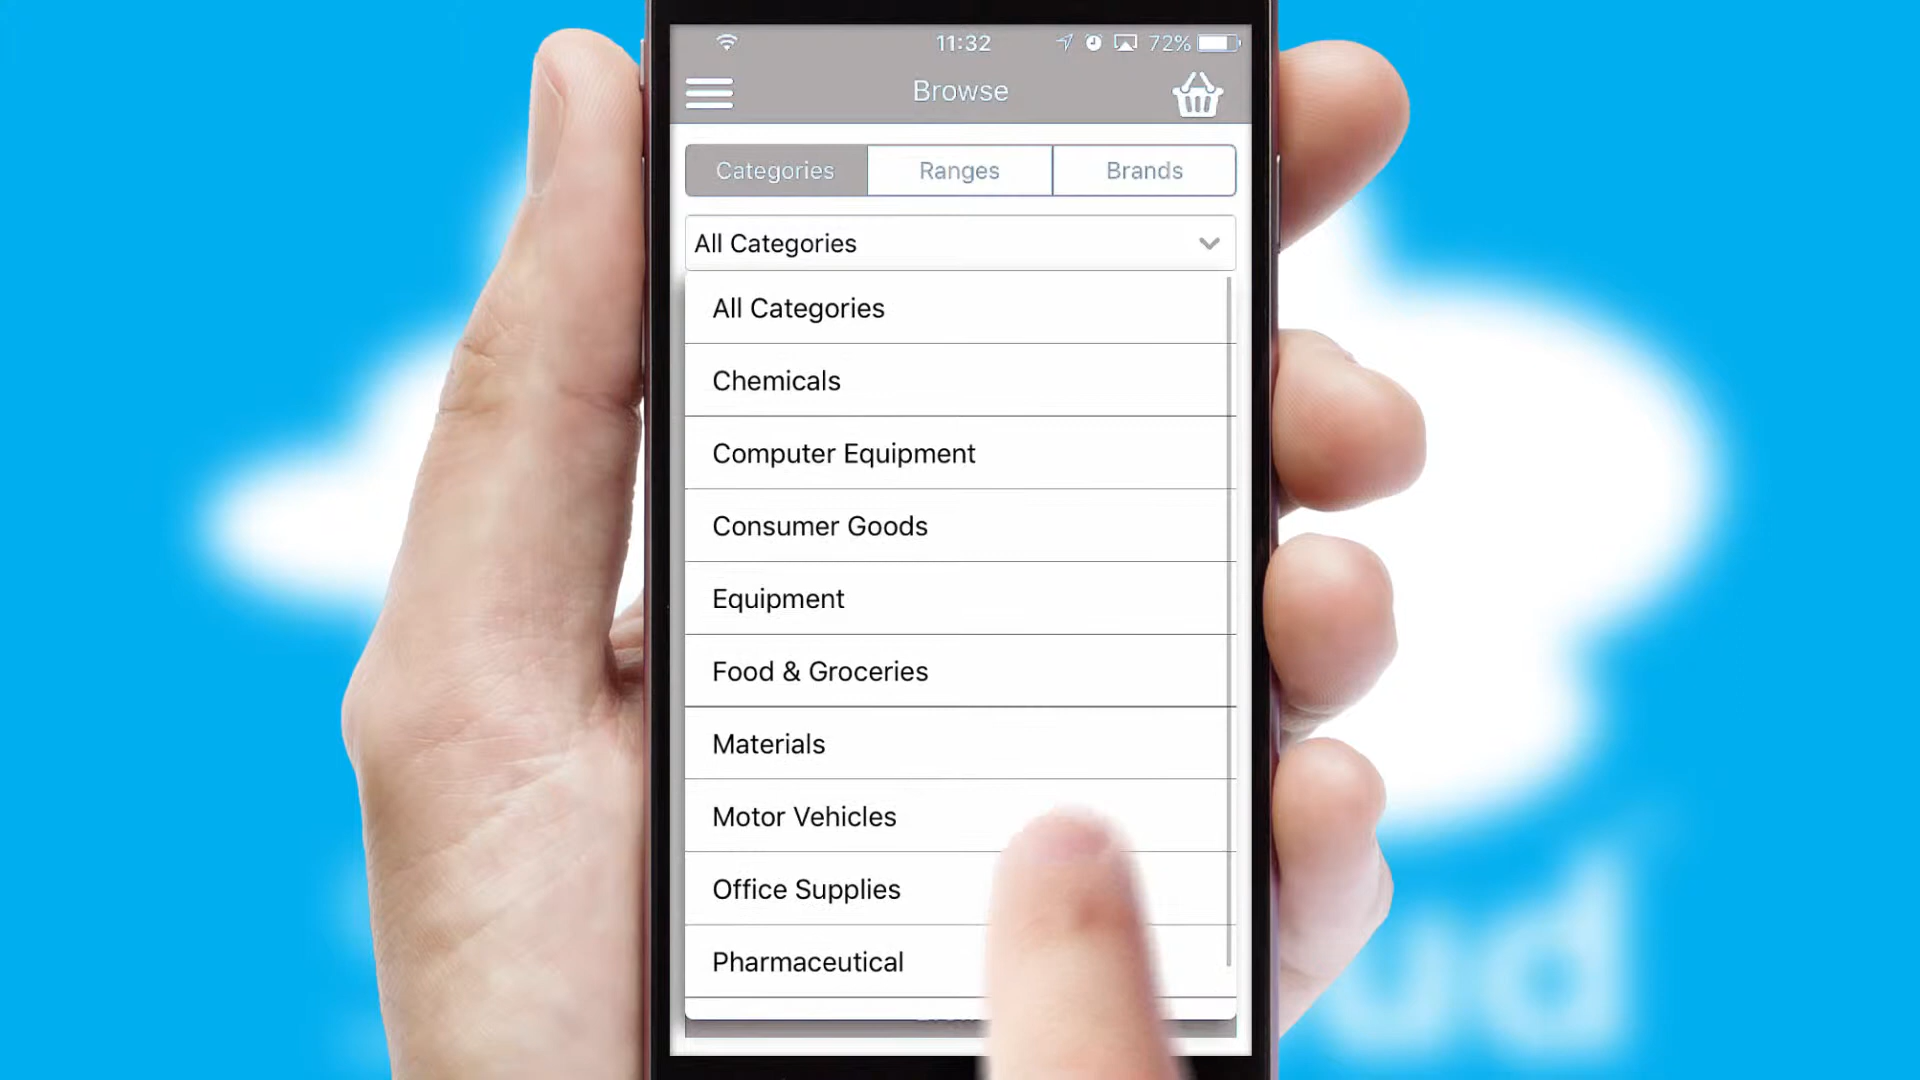 11:32
72%
Browse
Categories
Ranges
Brands
All Categories
All Categories
Chemicals
Computer Equipment
Consumer Goods
Equipment
Food & Groceries
Materials
Motor Vehicles
Office Supplies
Pharmaceutical